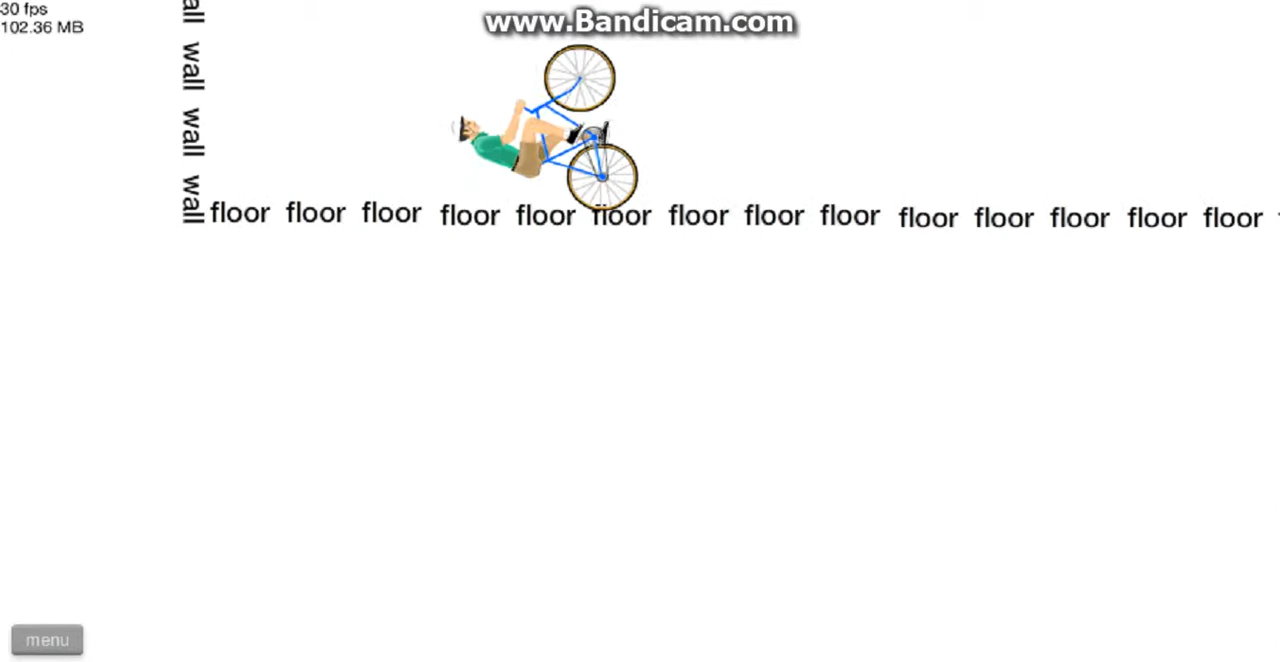 30 fps
102.36 MB
www.Bandicam.com
wall
wall
wall
floor floor floor floor floor floor floor floor floor floor floor floor floor floor
menu